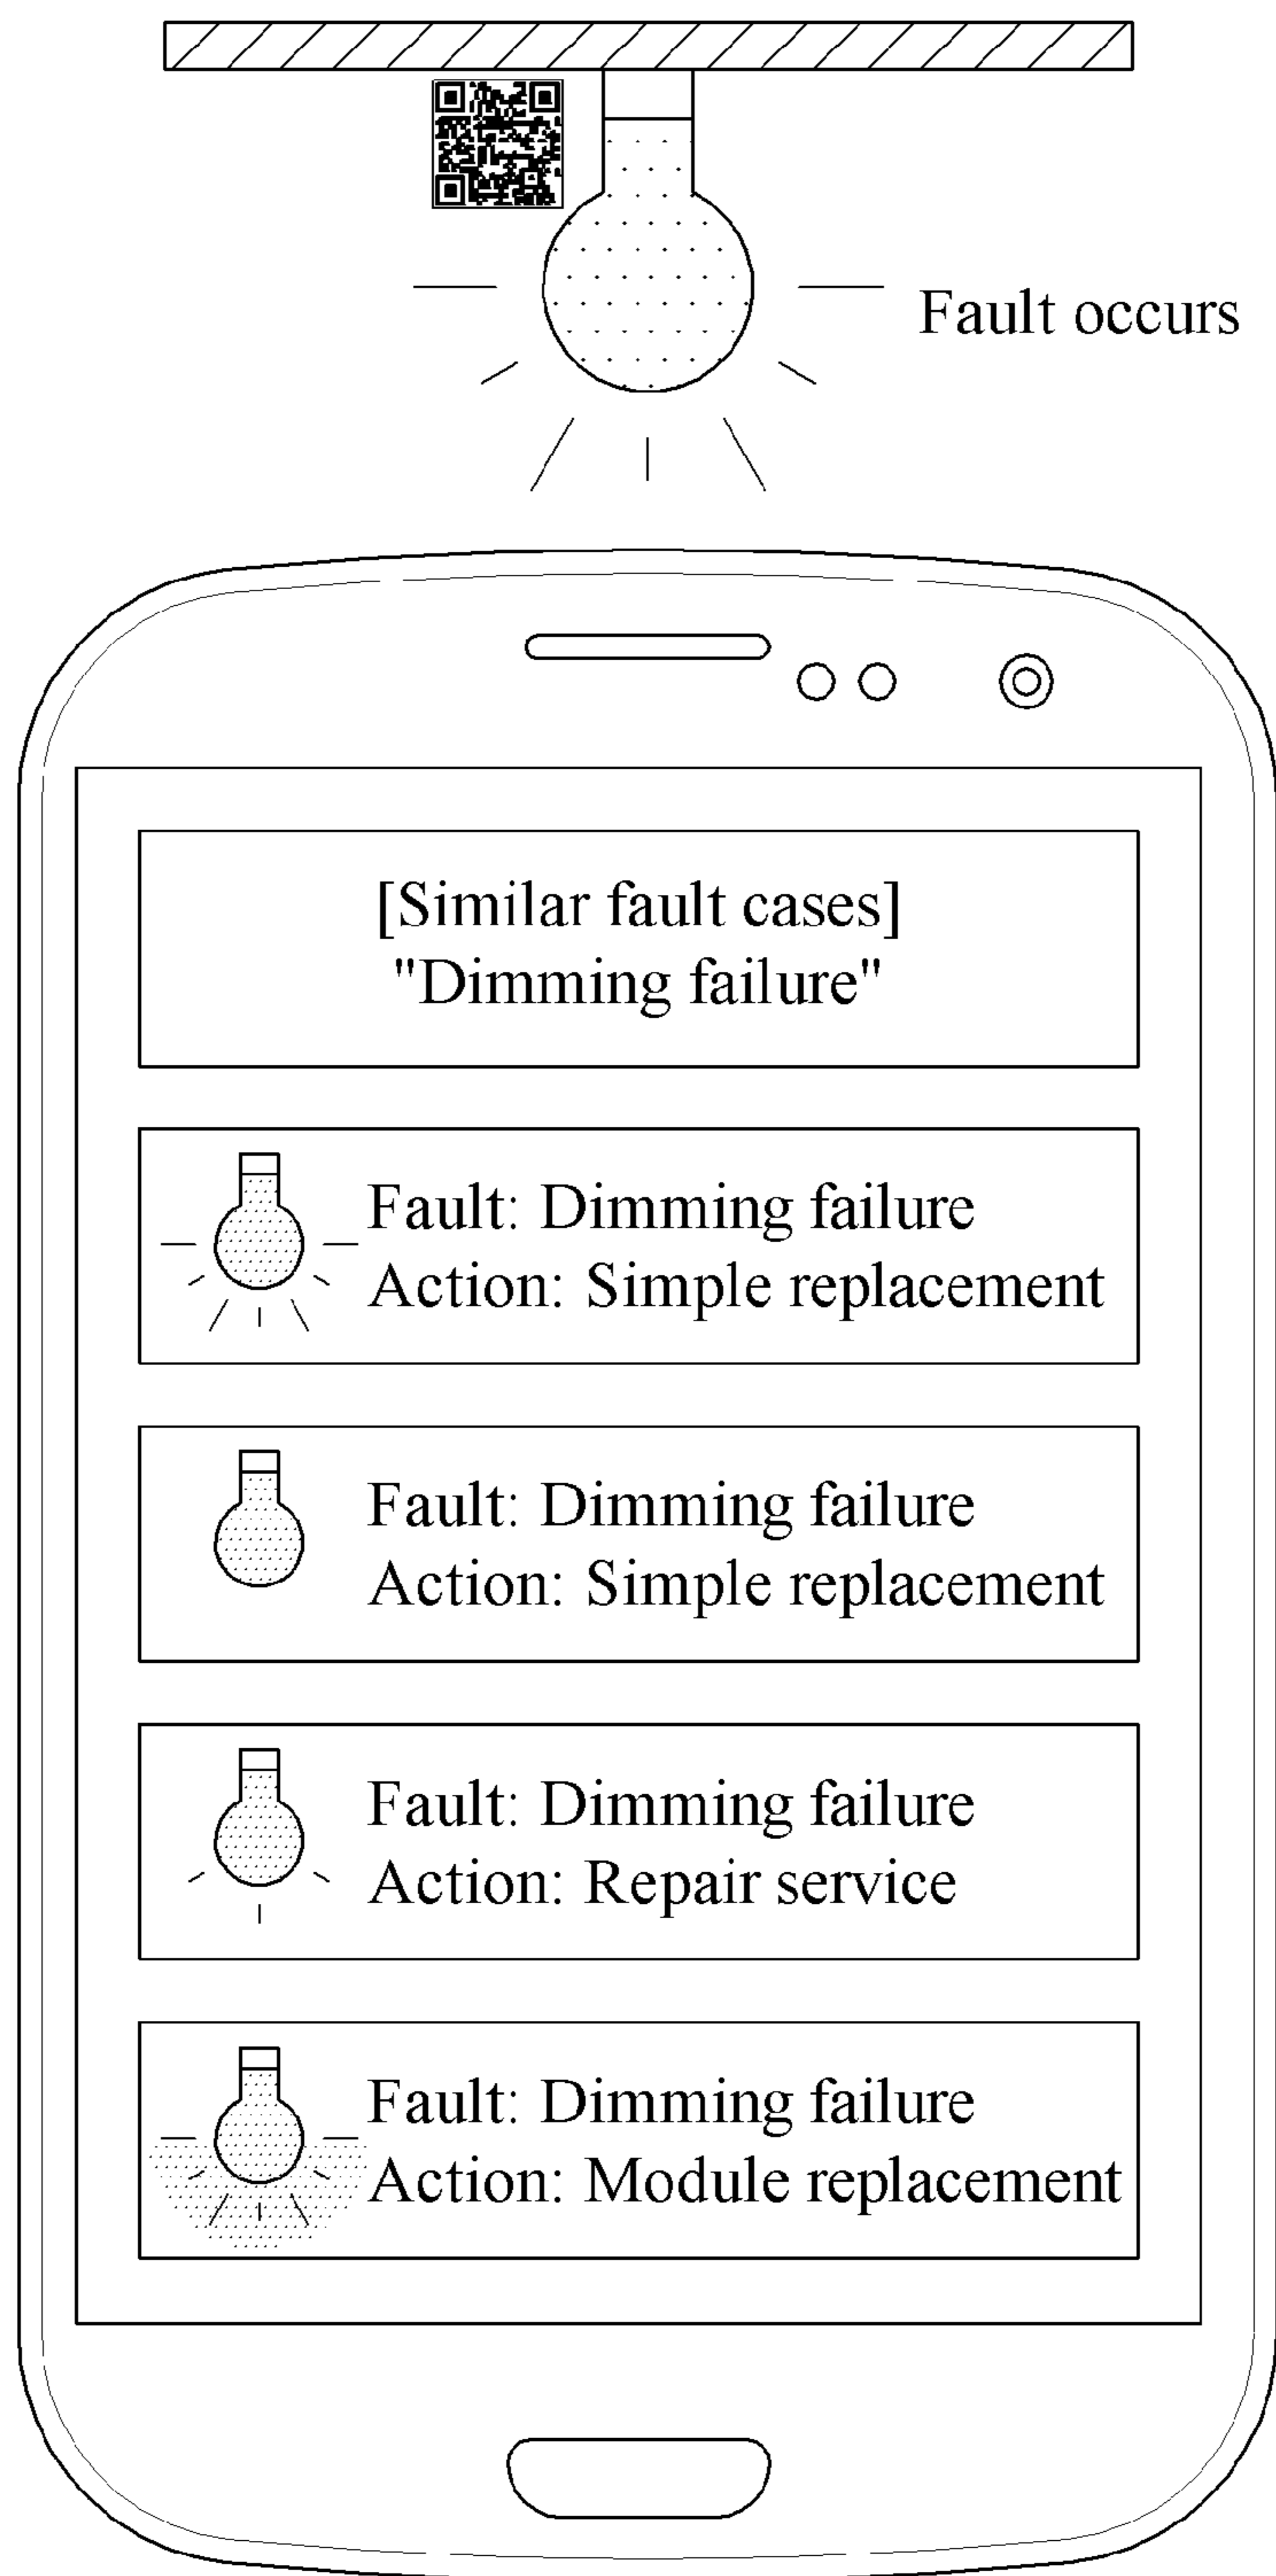 Fault occurs
[Similar fault cases]
"Dimming failure"
Fault: Dimming failure
Action: Simple replacement
Fault: Dimming failure
Action: Simple replacement
Fault: Dimming failure
Action: Repair service
Fault: Dimming failure
Action: Module replacement